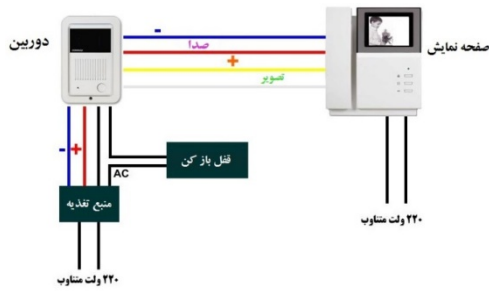 دوربین
-
صدا
+
تصویر
صفحه نمایش
- +
AC
قفل باز کن
منبع تغذیه
۲۲۰ ولت متناوب
۲۲۰ ولت متناوب